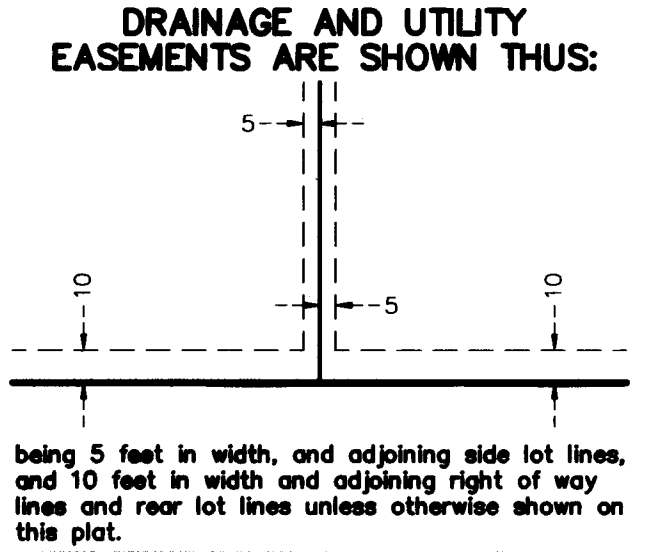 DRAINAGE AND UTILITY
EASEMENTS ARE SHOWN THUS:
5
10
10
5
being 5 feet in width, and adjoining side lot lines,
and 10 feet in width and adjoining right of way
lines and rear lot lines unless otherwise shown on
this plat.